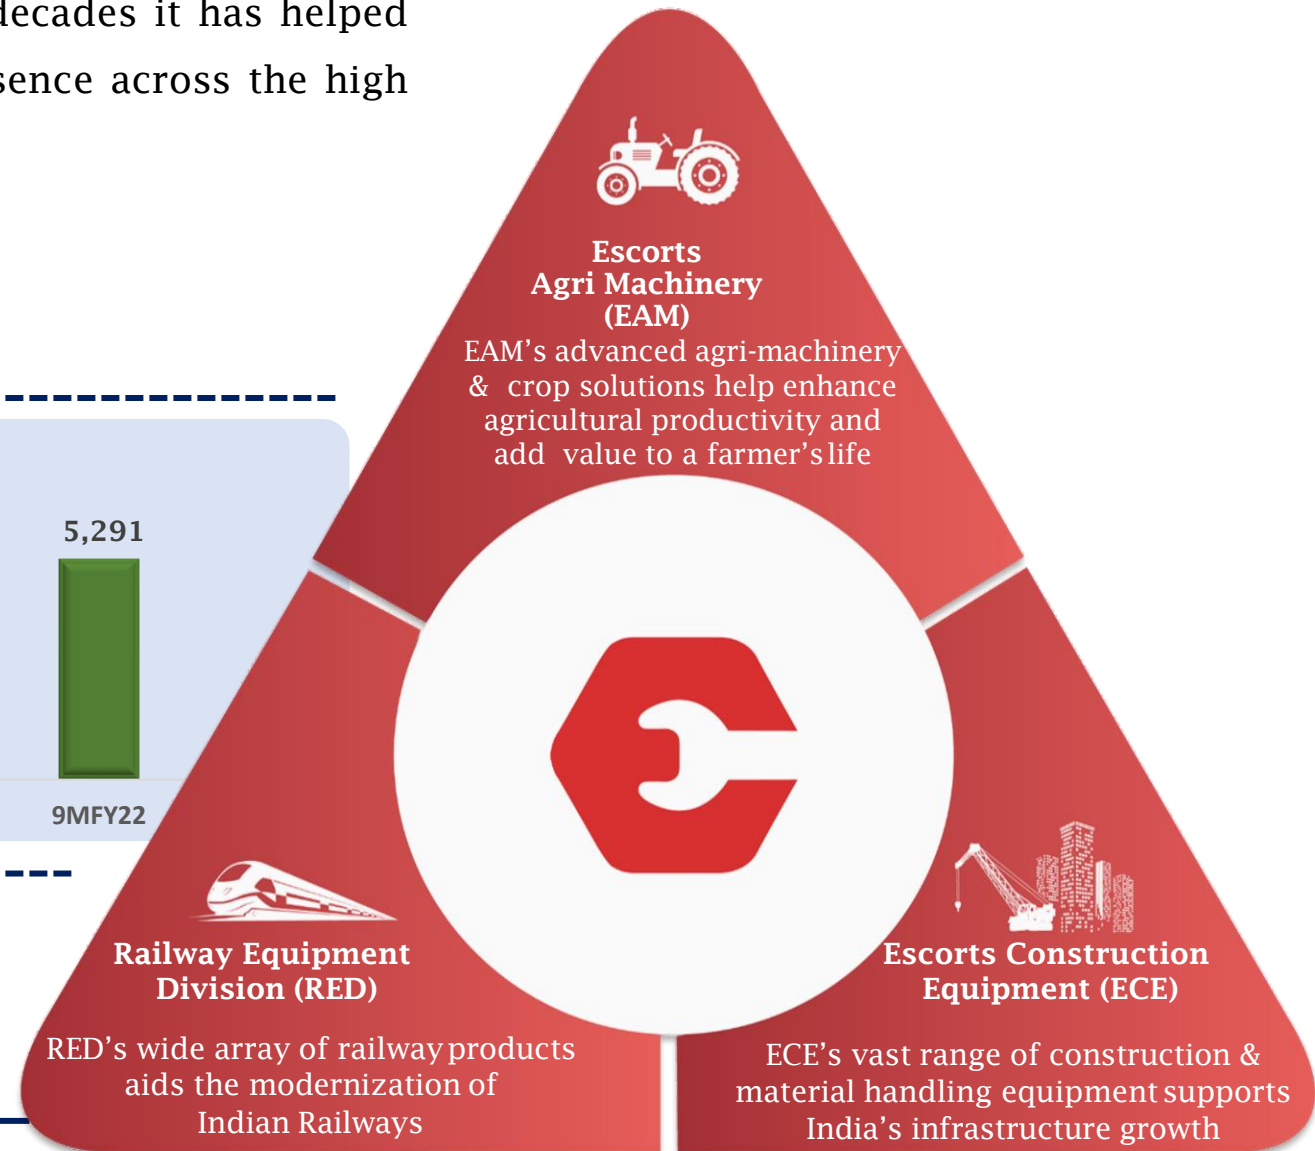 decades it has helped
sence across the high
Escorts
Agri Machinery
(EAM)
EAM’s advanced agri-machinery
& crop solutions help enhance
agricultural productivity and
add value to a farmer’s life
5,291
9MFY22
Railway Equipment
Division (RED)
RED’s wide array of railway products
aids the modernization of
Indian Railways
Escorts Construction
Equipment (ECE)
ECE’s vast range of construction &
material handling equipment supports
India’s infrastructure growth